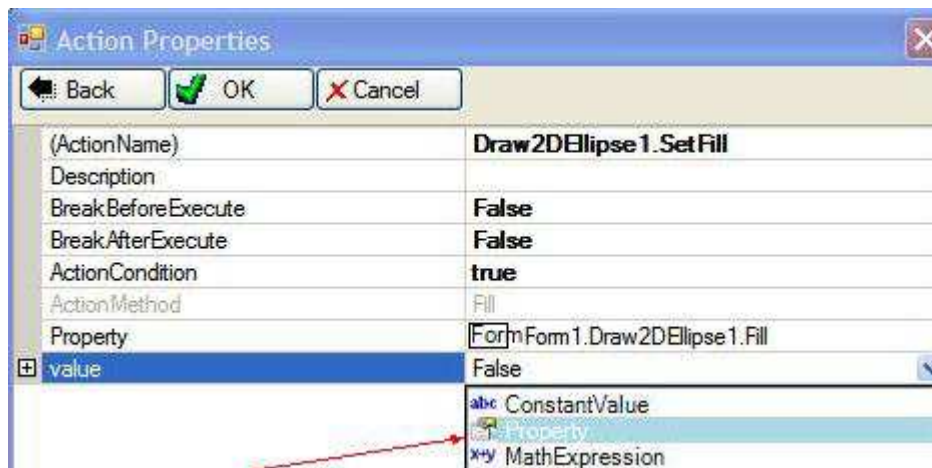 Action Properties
Back OK Cancel
(ActionName) Draw2DEllipse1.SetFill
Description
BreakBeforeExecute False
BreakAfterExecute False
ActionCondition true
ActionMethod Fill
Property Form Form1.Draw2DEllipse1.Fill
value False
abc ConstantValue
Property
x+y MathExpression